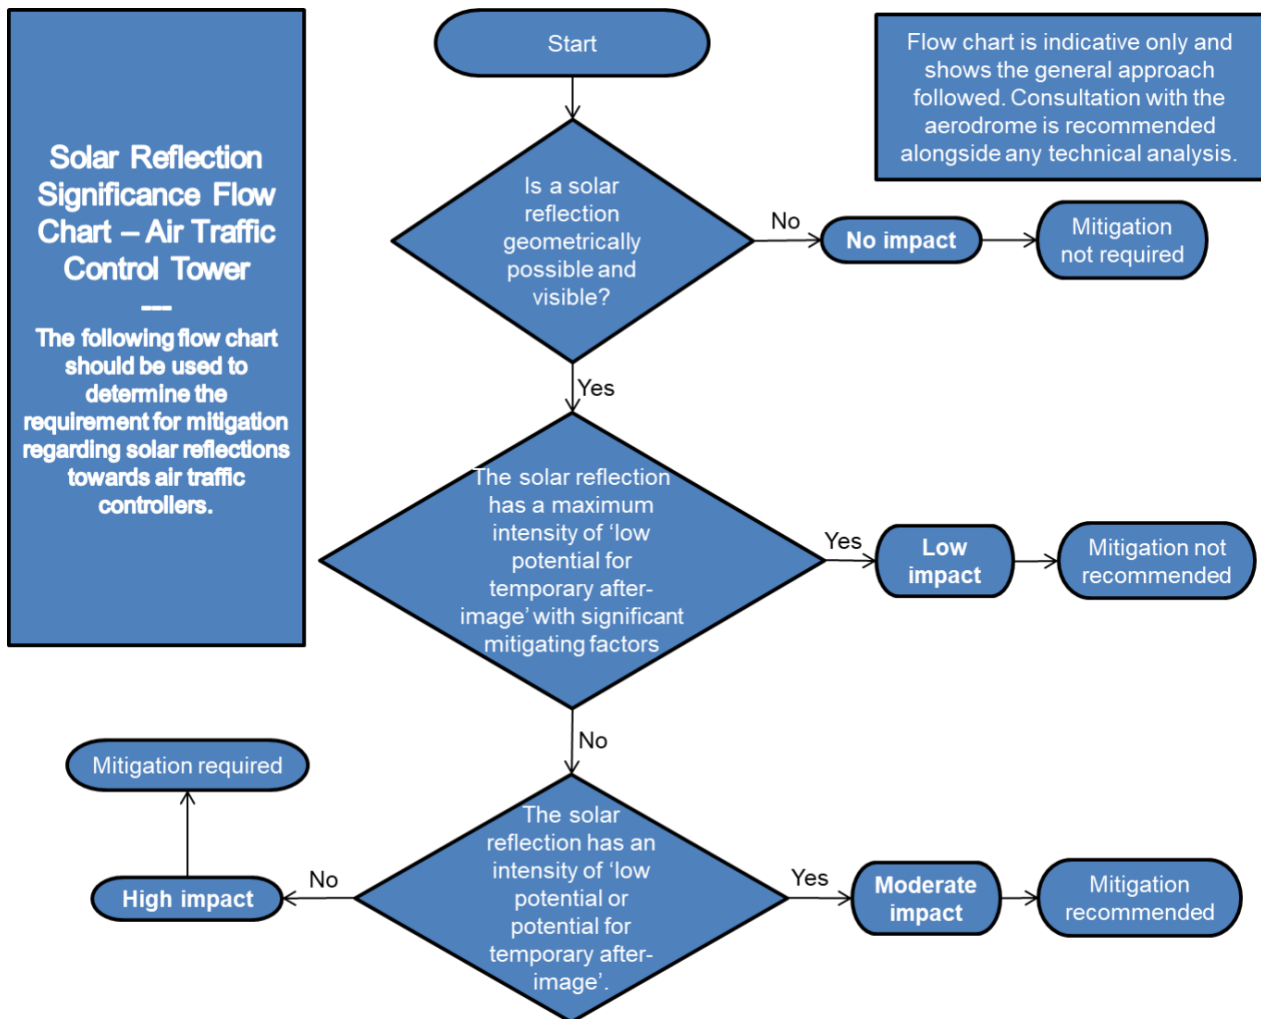 Solar Reflection
Significance Flow
Chart – Air Traffic
Control Tower
---
The following flow chart
should be used to
determine the
requirement for mitigation
regarding solar reflections
towards air traffic
controllers.
Start
Flow chart is indicative only and
shows the general approach
followed. Consultation with the
aerodrome is recommended
alongside any technical analysis.
Is a solar
reflection
geometrically
possible and
visible?
No
No impact
Mitigation
not required
Yes
The solar reflection
has a maximum
intensity of ‘low
potential for
temporary after-
image’ with significant
mitigating factors
Yes
Low
impact
Mitigation not
recommended
No
The solar
reflection has an
intensity of ‘low
potential or
potential for
temporary after-
image’.
Yes
Moderate
impact
Mitigation
recommended
No
High impact
Mitigation required